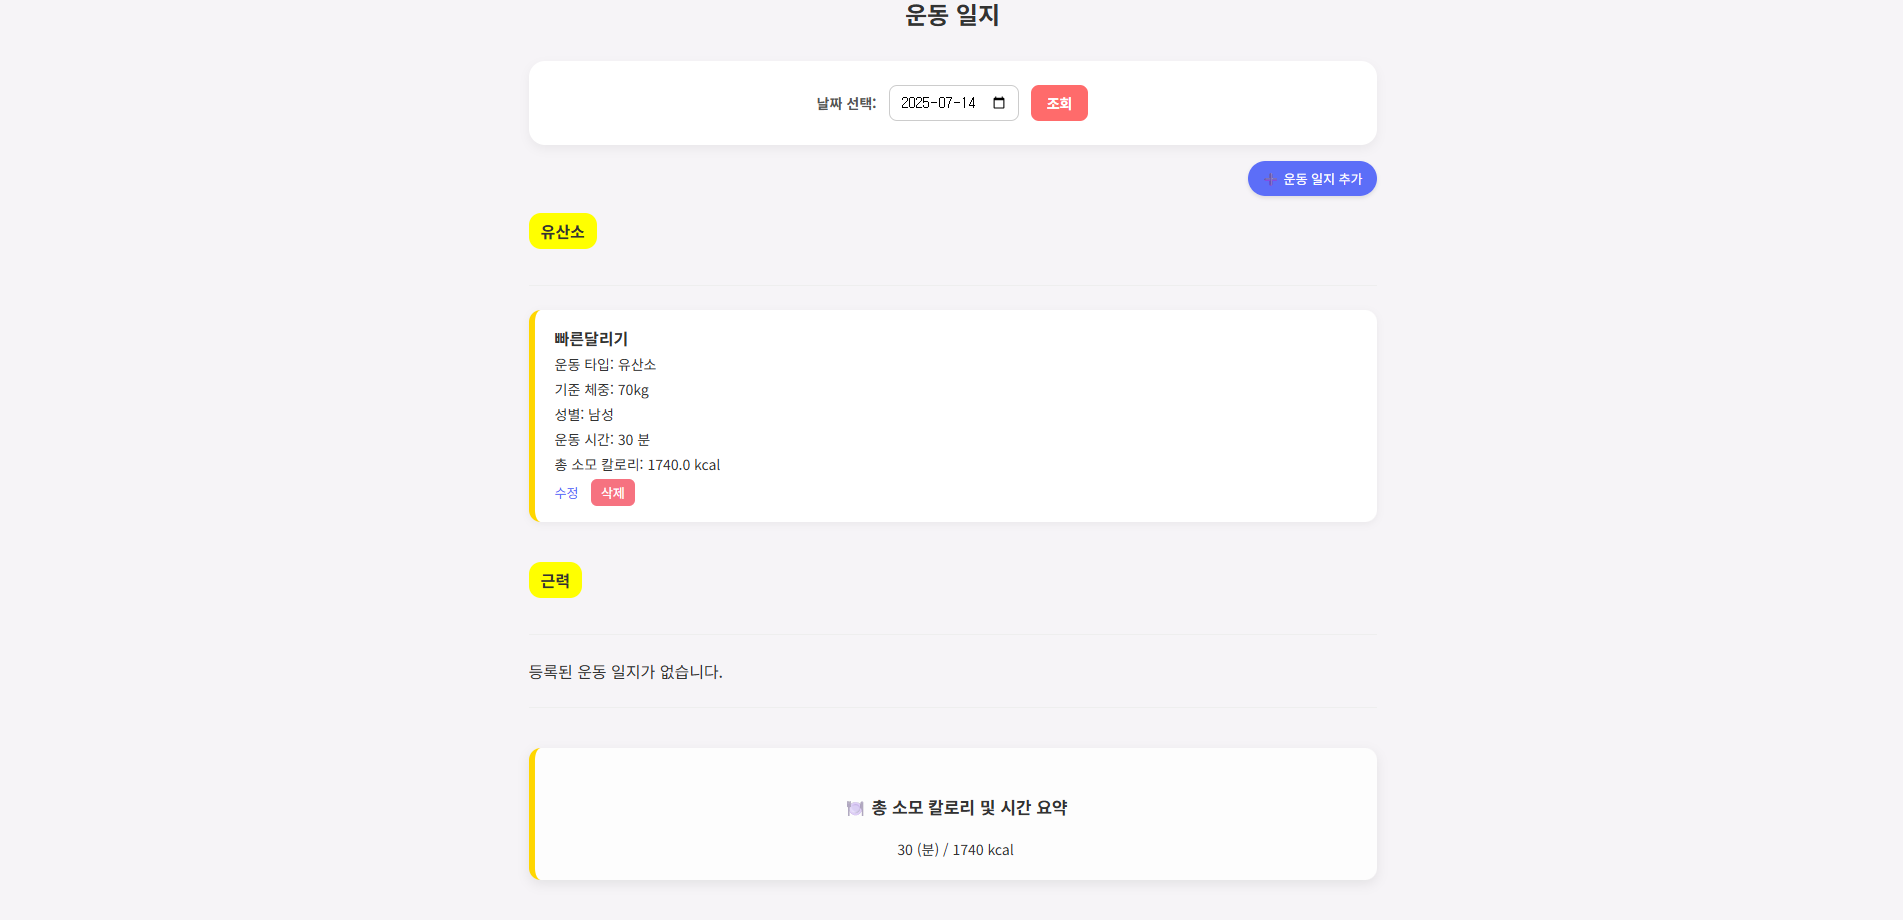 운동 일지
날짜 선택: 2025-07-14 조회
➕ 운동 일지 추가
유산소
빠른달리기
운동 타입: 유산소
기준 체중: 70kg
성별: 남성
운동 시간: 30 분
총 소모 칼로리: 1740.0 kcal
수정 삭제
근력
등록된 운동 일지가 없습니다.
🍽️ 총 소모 칼로리 및 시간 요약
30 (분) / 1740 kcal